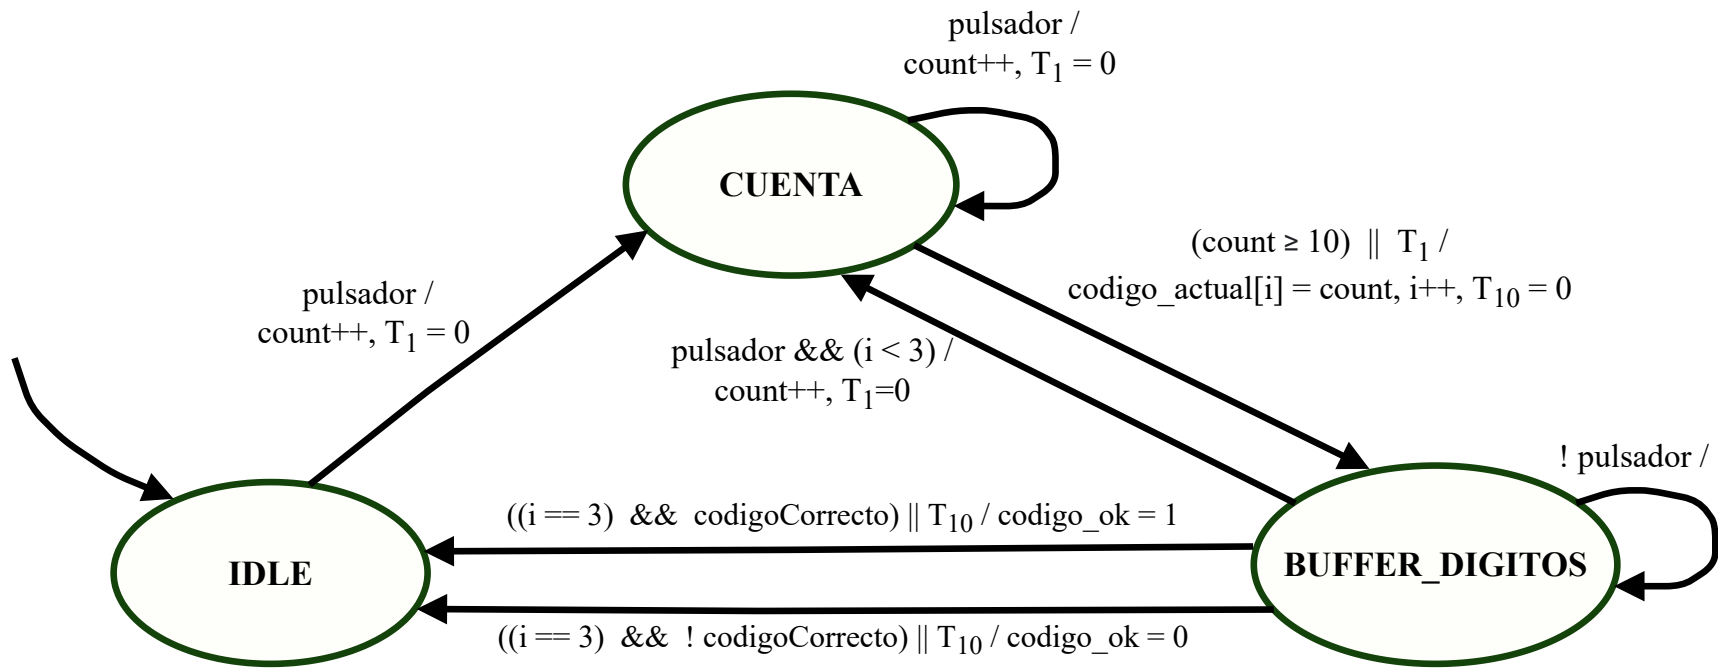 pulsador /
count++, T1 = 0
CUENTA
(count ≥ 10) || T1 /
codigo_actual[i] = count, i++, T10 = 0
pulsador /
count++, T1 = 0
pulsador && (i < 3) /
count++, T1=0
! pulsador /
((i == 3) && codigoCorrecto) || T10 / codigo_ok = 1
IDLE
BUFFER_DIGITOS
((i == 3) && ! codigoCorrecto) || T10 / codigo_ok = 0